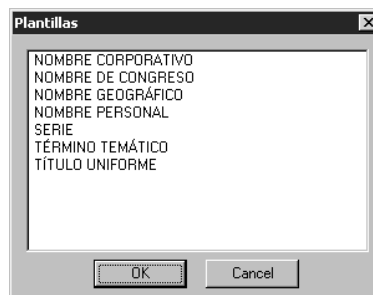 Plantillas
NOMBRE CORPORATIVO
NOMBRE DE CONGRESO
NOMBRE GEOGRÁFICO
NOMBRE PERSONAL
SERIE
TÉRMINO TEMÁTICO
TÍTULO UNIFORME
OK Cancel